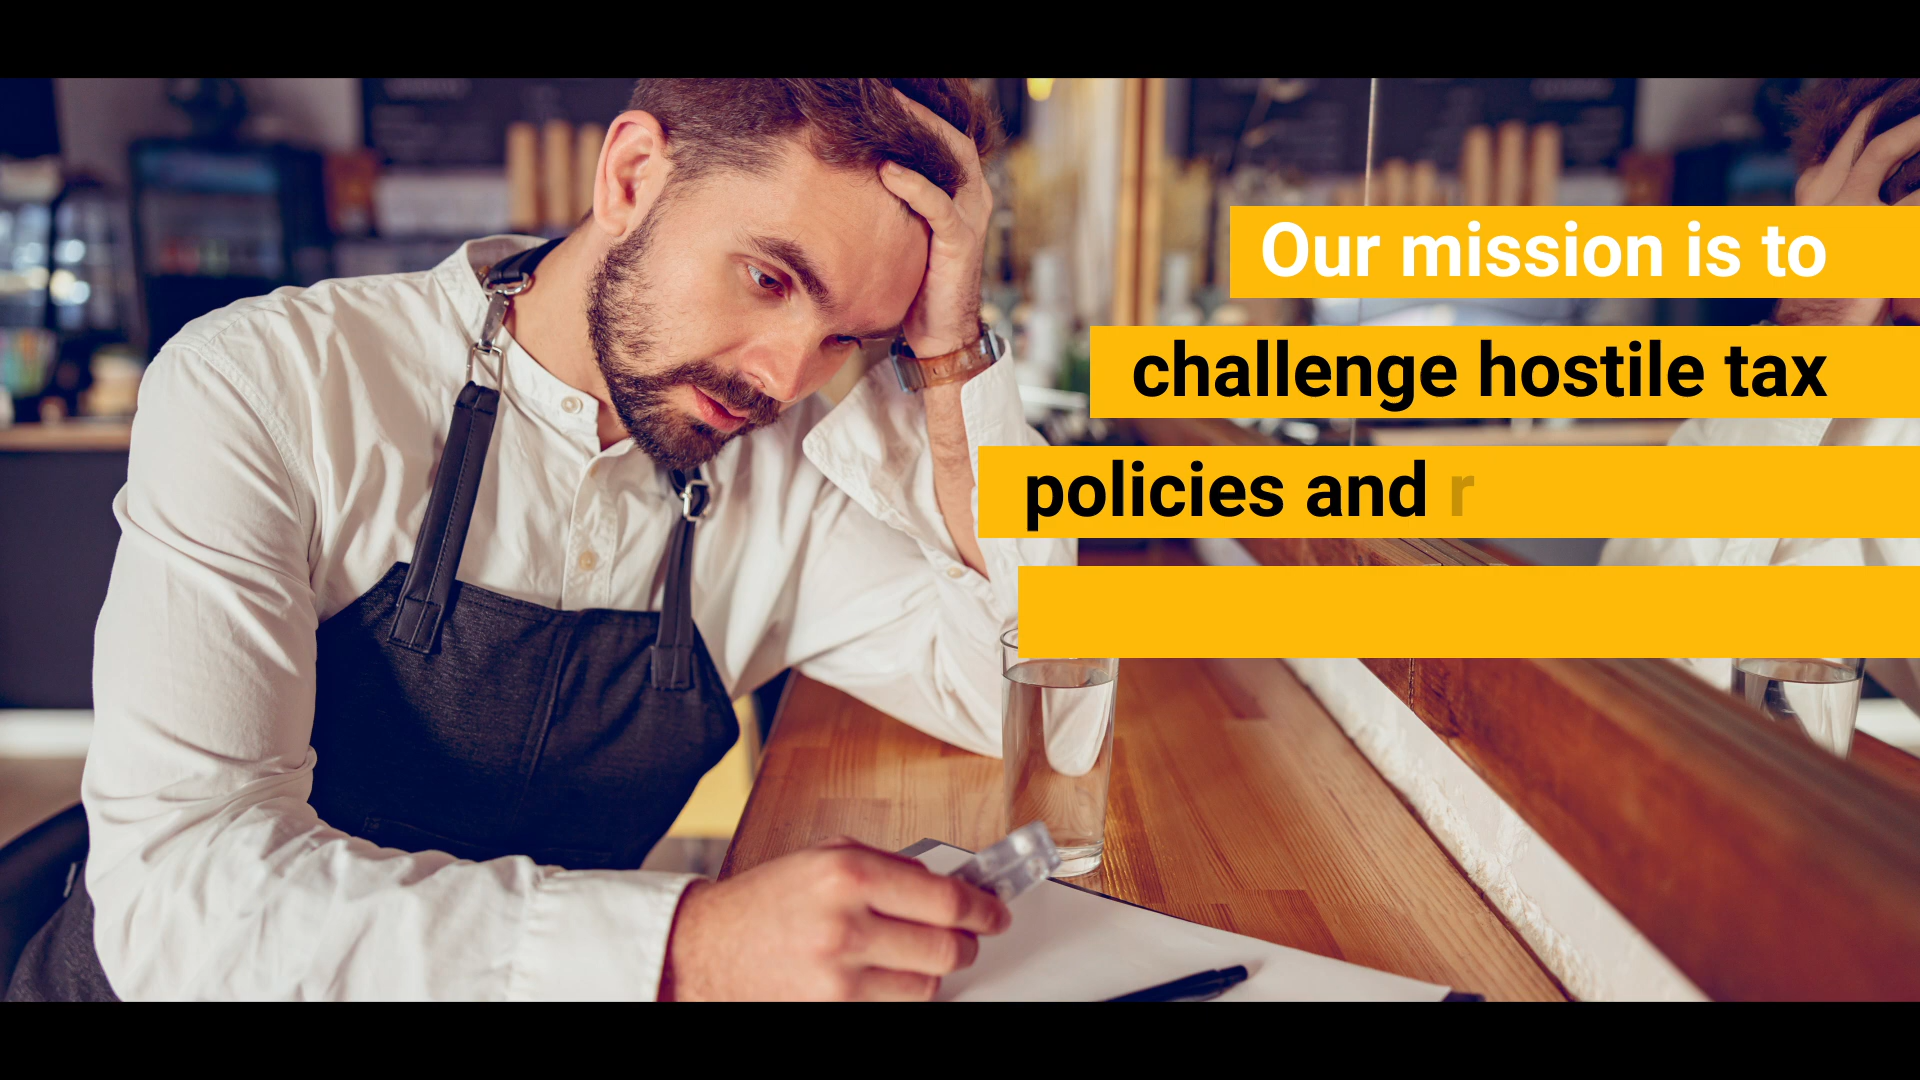 Our mission is to
challenge hostile tax
policies and r